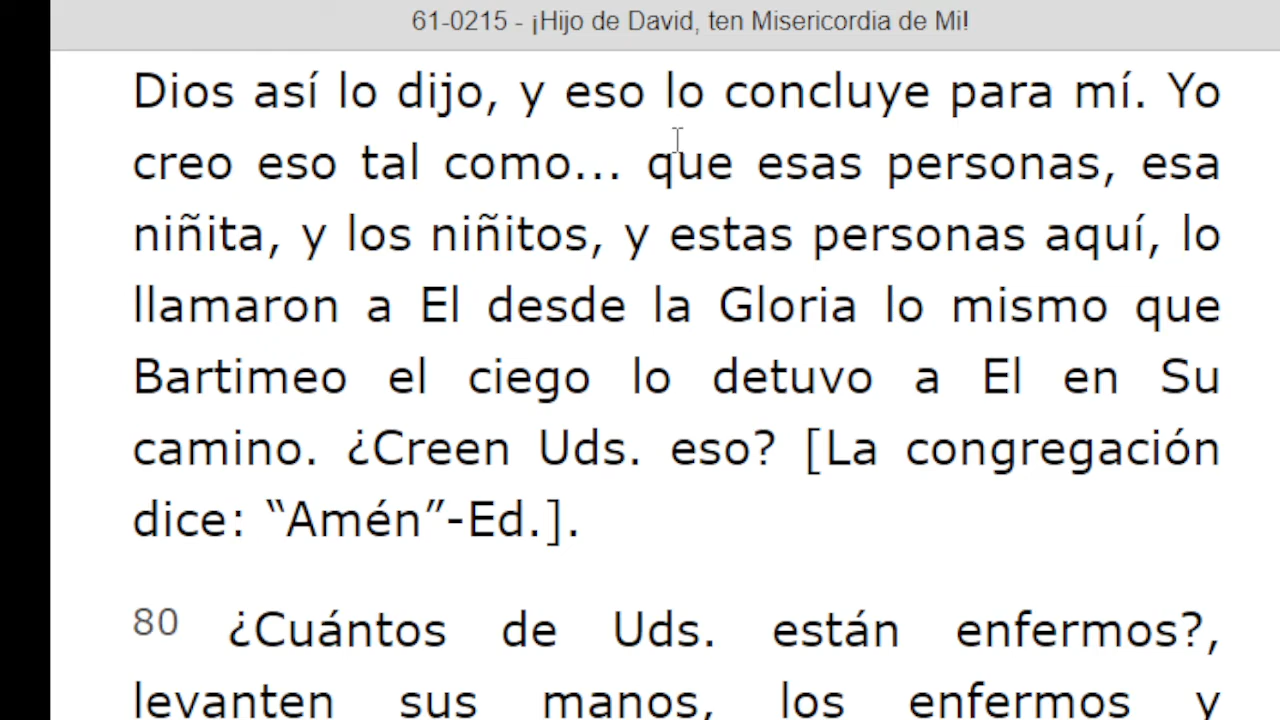 61-0215 - ¡Hijo de David, ten Misericordia de Mi!
Dios así lo dijo, y eso lo concluye para mí. Yo
creo eso tal como... que esas personas, esa
niñita, y los niñitos, y estas personas aquí, lo
llamaron a El desde la Gloria lo mismo que
Bartimeo el ciego lo detuvo a El en Su
camino. ¿Creen Uds. eso? [La congregación
dice: “Amén”-Ed.].
80 ¿Cuántos de Uds. están enfermos?,
levanten sus manos, los enfermos y